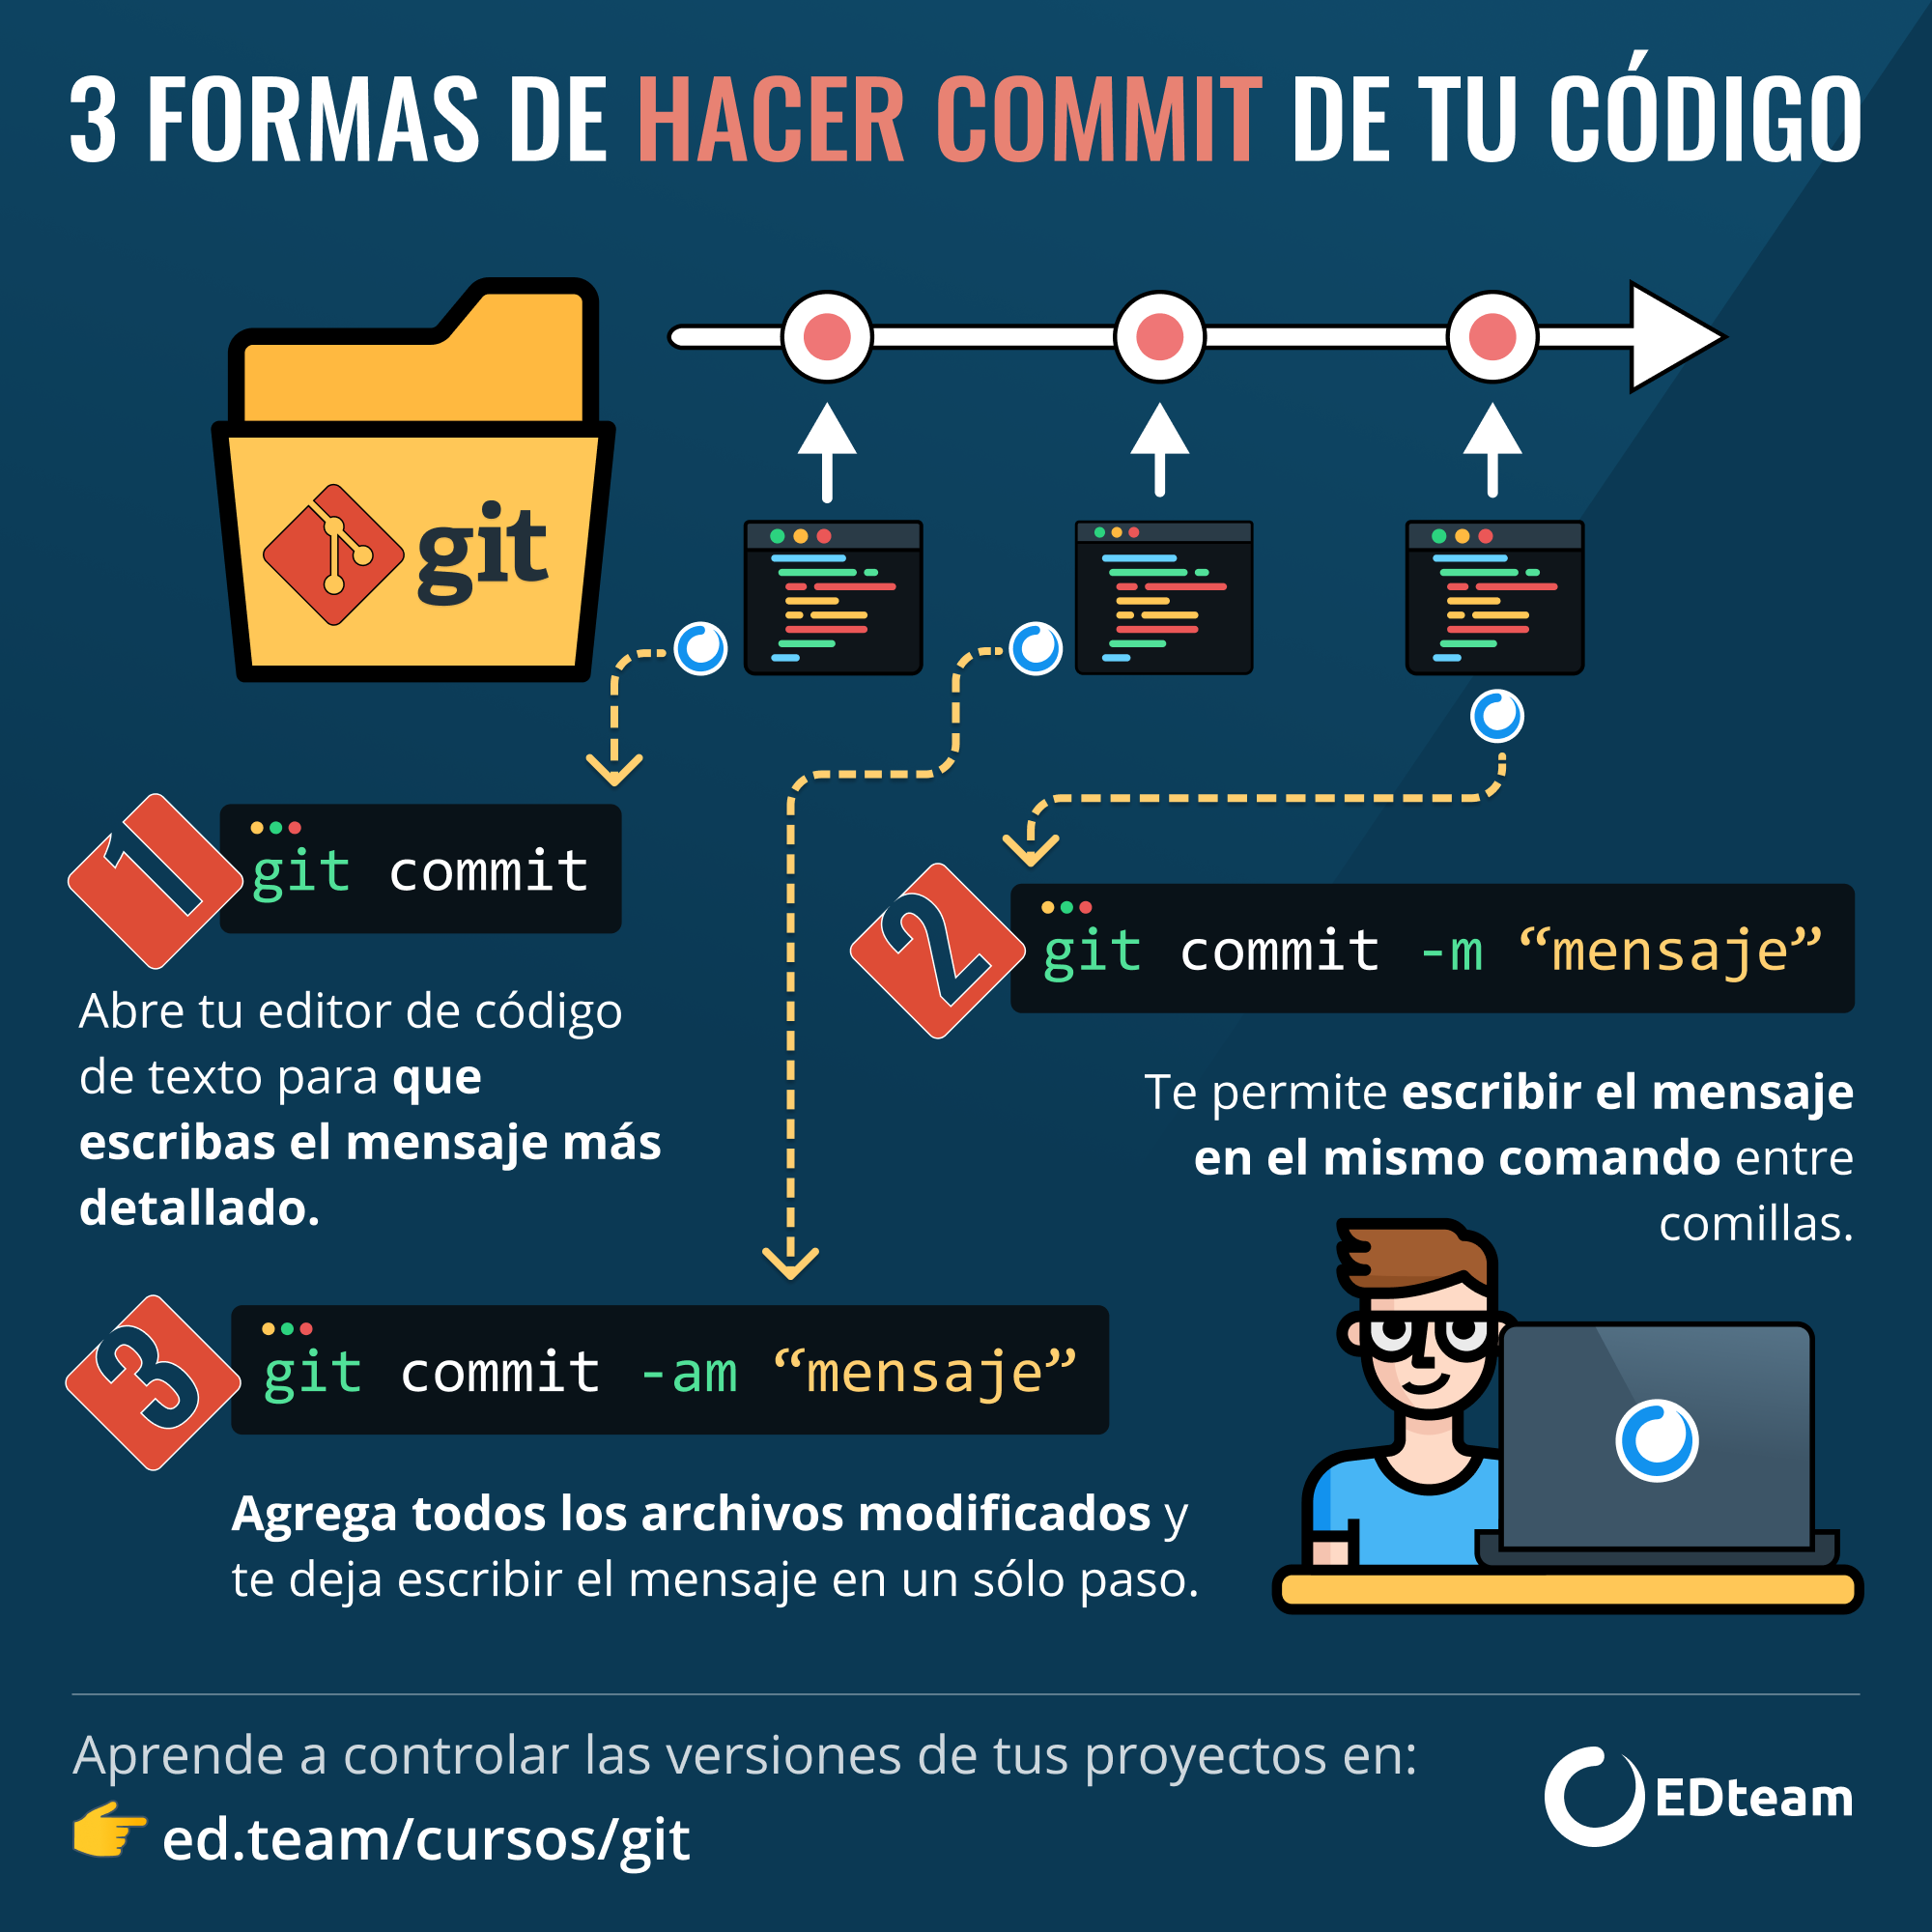 3 FORMAS DE HACER COMMIT DE TU CÓDIGO
git
1
git commit
Abre tu editor de código
de texto para que
escribas el mensaje más
detallado.
2
git commit -m “mensaje”
Te permite escribir el mensaje
en el mismo comando entre
comillas.
3
git commit -am “mensaje”
Agrega todos los archivos modificados y
te deja escribir el mensaje en un sólo paso.
Aprende a controlar las versiones de tus proyectos en:
ed.team/cursos/git
EDteam